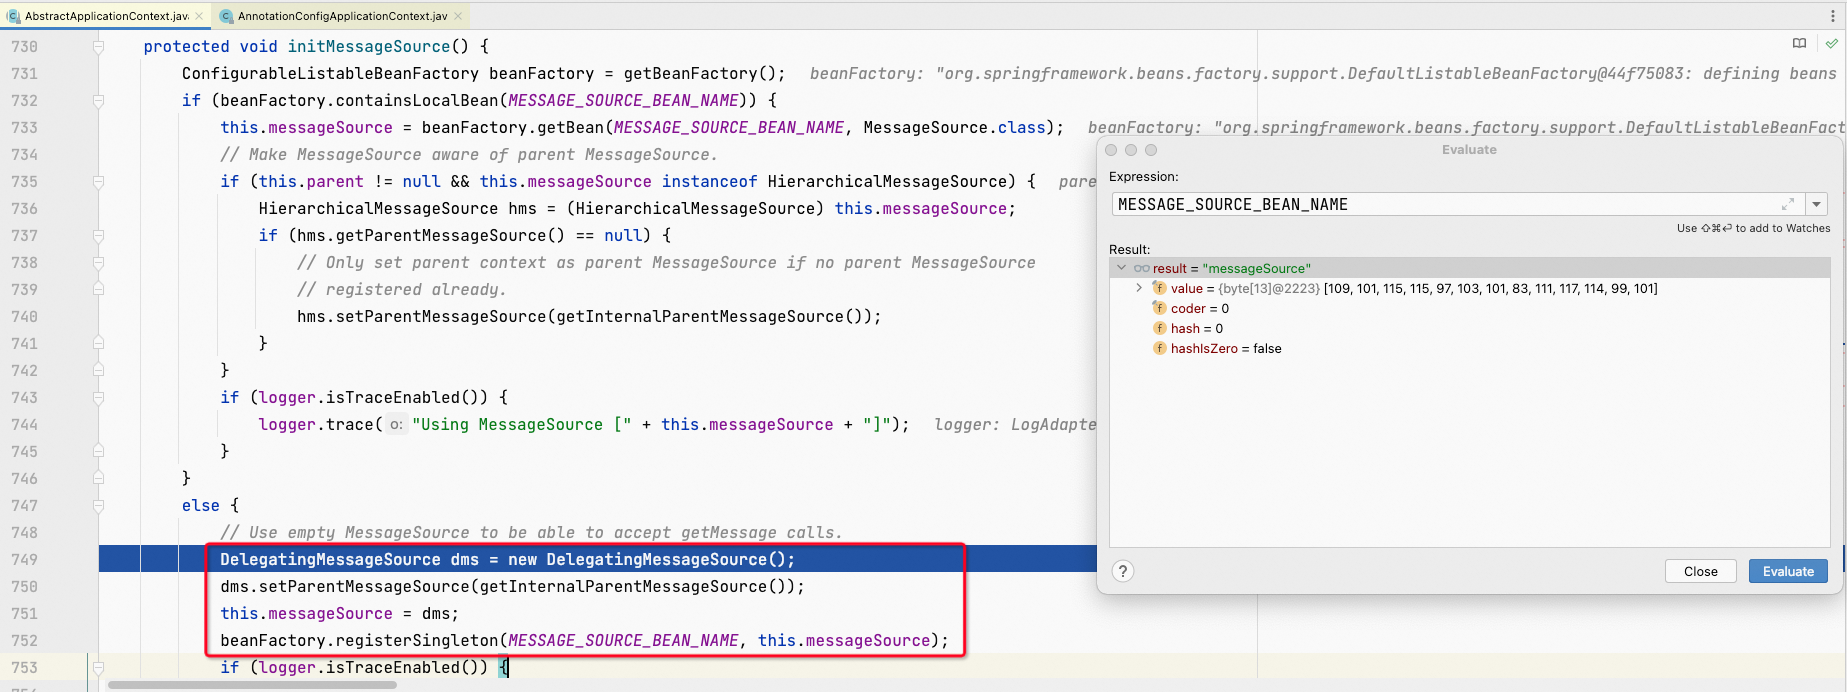 AbstractApplicationContext.java
AnnotationConfigApplicationContext.java
730 protected void initMessageSource() {
731 ConfigurableListableBeanFactory beanFactory = getBeanFactory(); beanFactory: "org.springframework.beans.factory.support.DefaultListableBeanFactory@44f75083: defining beans
732 if (beanFactory.containsLocalBean(MESSAGE_SOURCE_BEAN_NAME)) {
733 this.messageSource = beanFactory.getBean(MESSAGE_SOURCE_BEAN_NAME, MessageSource.class); beanFactory: "org.springframework.beans.factory.support.DefaultListableBeanFact
734 // Make MessageSource aware of parent MessageSource.
735 if (this.parent != null && this.messageSource instanceof HierarchicalMessageSource) { pare
736 HierarchicalMessageSource hms = (HierarchicalMessageSource) this.messageSource;
737 if (hms.getParentMessageSource() == null) {
738 // Only set parent context as parent MessageSource if no parent MessageSource
739 // registered already.
740 hms.setParentMessageSource(getInternalParentMessageSource());
741 }
742 }
743 if (logger.isTraceEnabled()) {
744 logger.trace( o: "Using MessageSource [" + this.messageSource + "]"); logger: LogAdapte
745 }
746 }
747 else {
748 // Use empty MessageSource to be able to accept getMessage calls.
749 DelegatingMessageSource dms = new DelegatingMessageSource();
750 dms.setParentMessageSource(getInternalParentMessageSource());
751 this.messageSource = dms;
752 beanFactory.registerSingleton(MESSAGE_SOURCE_BEAN_NAME, this.messageSource);
753 if (logger.isTraceEnabled()) {
Evaluate
Expression:
MESSAGE_SOURCE_BEAN_NAME
Use ⇧⌘⏎ to add to Watches
Result:
result = "messageSource"
value = {byte[13]@2223} [109, 101, 115, 115, 97, 103, 101, 83, 111, 117, 114, 99, 101]
coder = 0
hash = 0
hashIsZero = false
?
Close
Evaluate